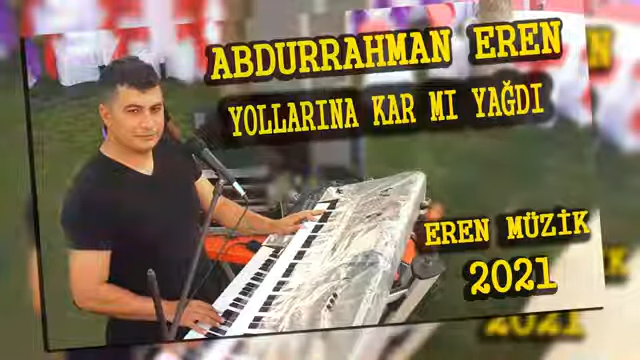 ABDURRAHMAN EREN
YOLLARINA KAR MI YAĞDI
EREN MÜZİK
2021